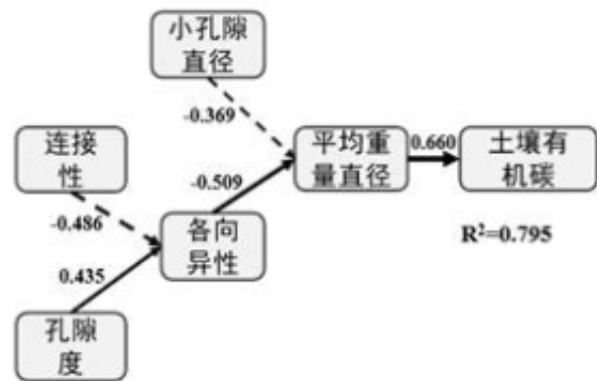 小孔隙
直径
-0.369
连接
性
平均重
量直径
0.660
土壤有
机碳
-0.509
-0.486
各向
异性
R²=0.795
0.435
孔隙
度